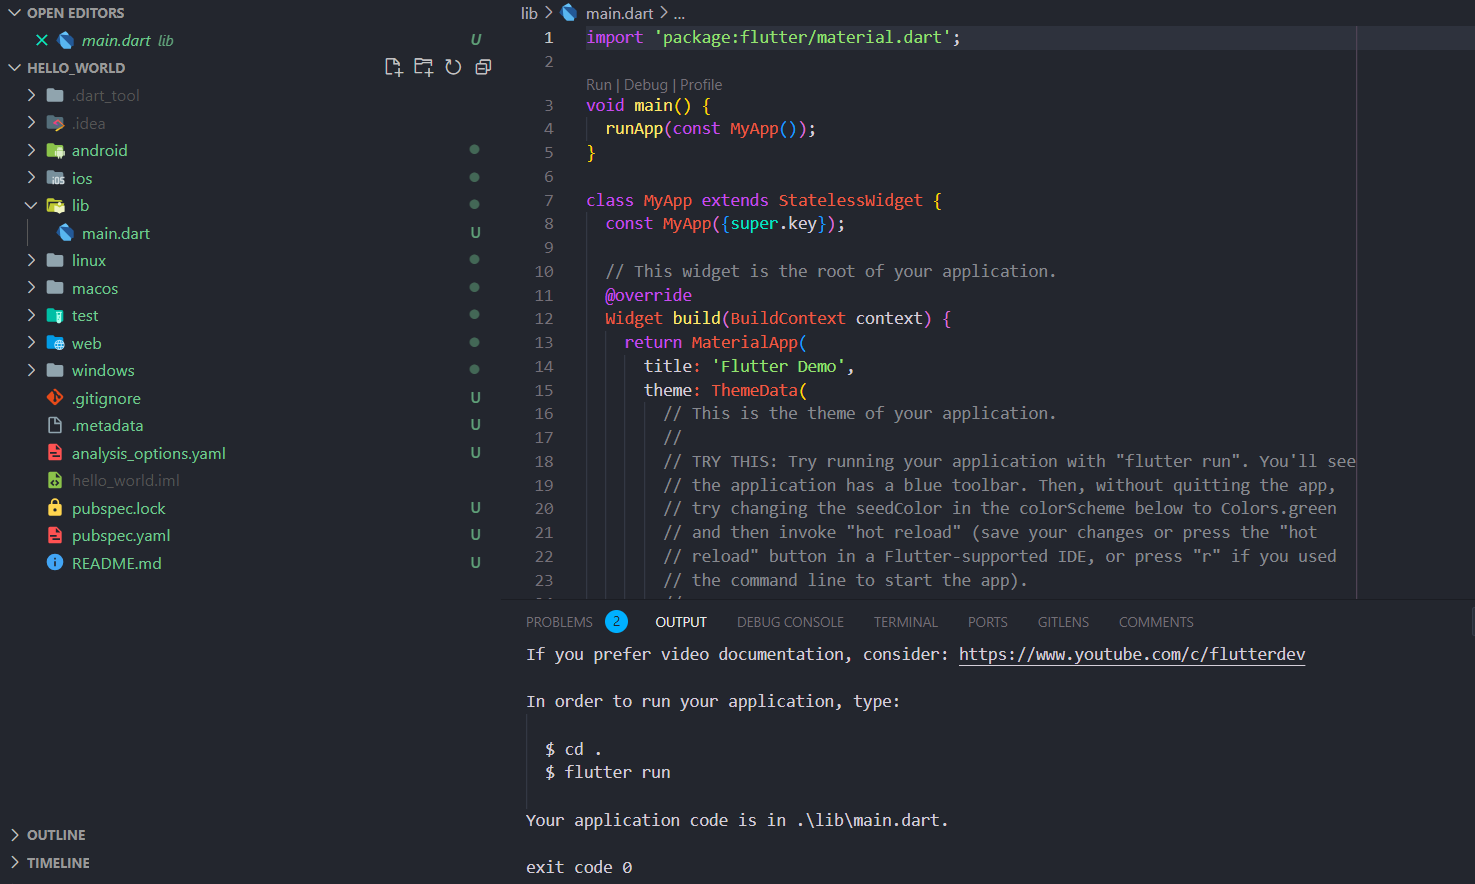 OPEN EDITORS
main.dart lib U
HELLO_WORLD
.dart_tool
.idea
android
ios
lib
main.dart U
linux
macos
test
web
windows
.gitignore U
.metadata U
analysis_options.yaml U
hello_world.iml
pubspec.lock U
pubspec.yaml U
README.md U
OUTLINE
TIMELINE
lib > main.dart > ...
1 import 'package:flutter/material.dart';
2
Run | Debug | Profile
3 void main() {
4 runApp(const MyApp());
5 }
6
7 class MyApp extends StatelessWidget {
8 const MyApp({super.key});
9
10 // This widget is the root of your application.
11 @override
12 Widget build(BuildContext context) {
13 return MaterialApp(
14 title: 'Flutter Demo',
15 theme: ThemeData(
16 // This is the theme of your application.
17 //
18 // TRY THIS: Try running your application with "flutter run". You'll see
19 // the application has a blue toolbar. Then, without quitting the app,
20 // try changing the seedColor in the colorScheme below to Colors.green
21 // and then invoke "hot reload" (save your changes or press the "hot
22 // reload" button in a Flutter-supported IDE, or press "r" if you used
23 // the command line to start the app).
PROBLEMS 2 OUTPUT DEBUG CONSOLE TERMINAL PORTS GITLENS COMMENTS
If you prefer video documentation, consider: https://www.youtube.com/c/flutterdev
In order to run your application, type:
$ cd .
$ flutter run
Your application code is in .\lib\main.dart.
exit code 0